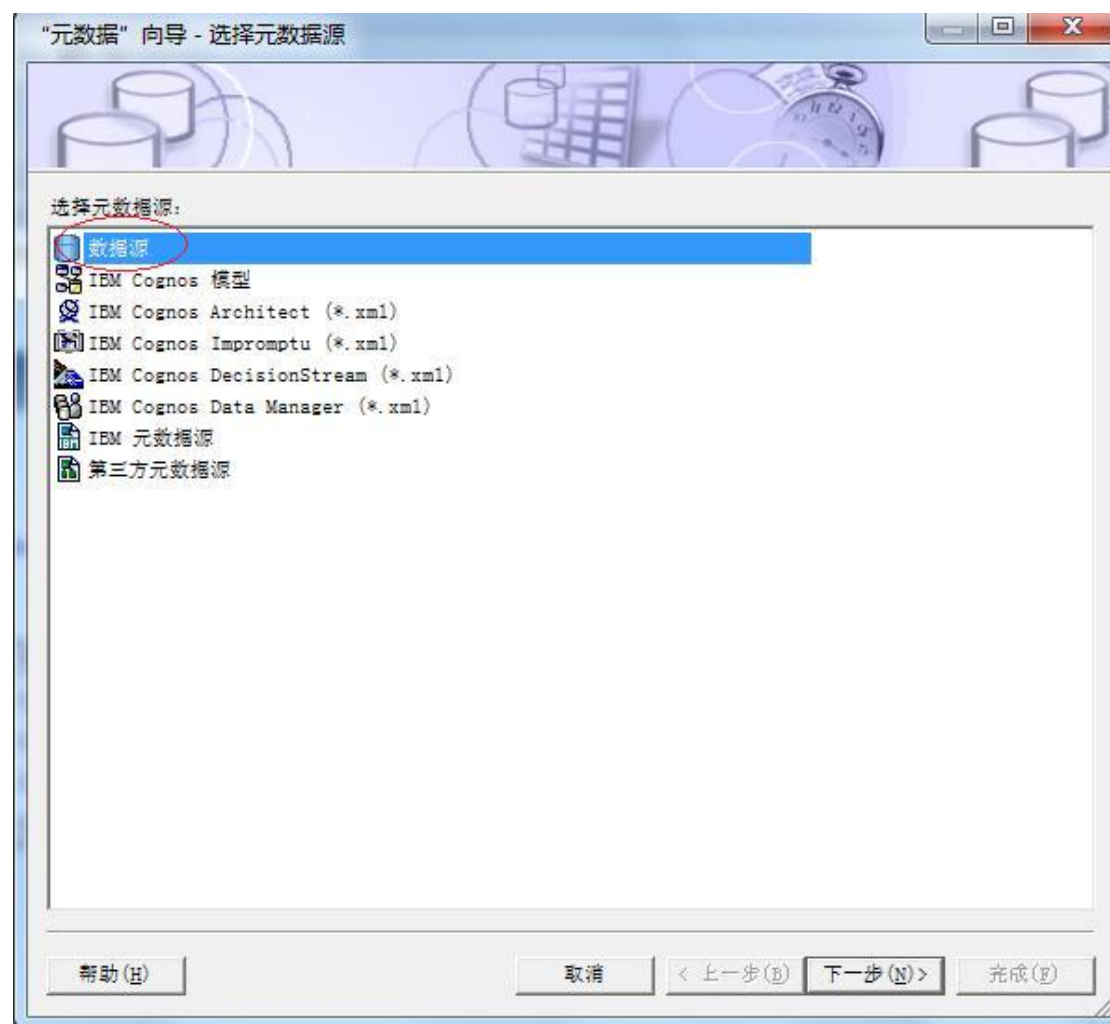 “元数据” 向导 - 选择元数据源
选择元数据源:
数据源
IBM Cognos 模型
IBM Cognos Architect (*.xml)
IBM Cognos Impromptu (*.xml)
IBM Cognos DecisionStream (*.xml)
IBM Cognos Data Manager (*.xml)
IBM 元数据源
第三方元数据源
帮助(H) 取消 < 上一步(B) 下一步(N)> 完成(F)